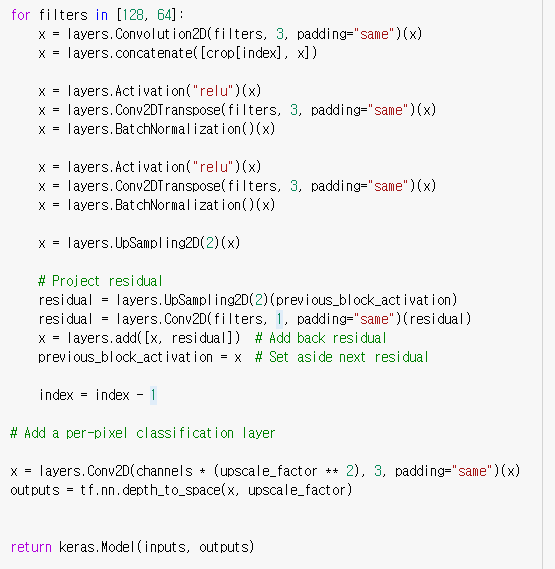 for filters in [128, 64]:
    x = layers.Convolution2D(filters, 3, padding="same")(x)
    x = layers.concatenate([crop[index], x])
    x = layers.Activation("relu")(x)
    x = layers.Conv2DTranspose(filters, 3, padding="same")(x)
    x = layers.BatchNormalization()(x)
    x = layers.Activation("relu")(x)
    x = layers.Conv2DTranspose(filters, 3, padding="same")(x)
    x = layers.BatchNormalization()(x)
    x = layers.UpSampling2D(2)(x)
    # Project residual
    residual = layers.UpSampling2D(2)(previous_block_activation)
    residual = layers.Conv2D(filters, 1, padding="same")(residual)
    x = layers.add([x, residual])  # Add back residual
    previous_block_activation = x  # Set aside next residual
    index = index - 1
# Add a per-pixel classification layer
x = layers.Conv2D(channels * (upscale_factor ** 2), 3, padding="same")(x)
outputs = tf.nn.depth_to_space(x, upscale_factor)
return keras.Model(inputs, outputs)